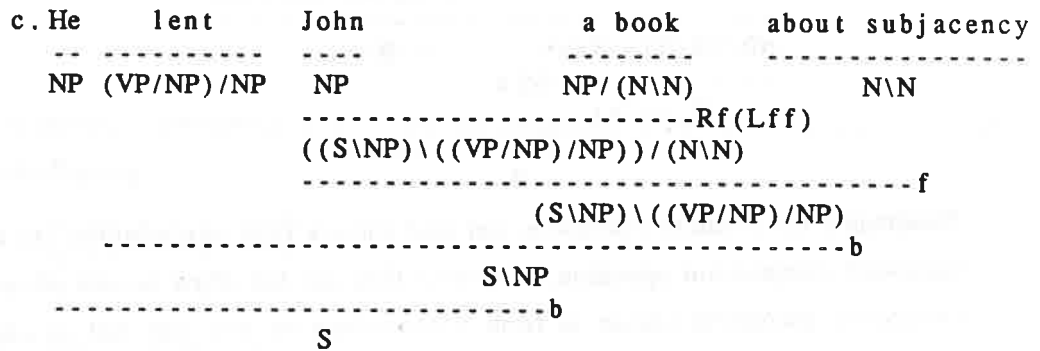 c. He lent John a book about subjacency
NP (VP/NP)/NP NP NP/(N\N) N\N
Rf(Lff)
((S\NP)\((VP/NP)/NP))/(N\N)
f
(S\NP)\((VP/NP)/NP)
b
S\NP
b
S